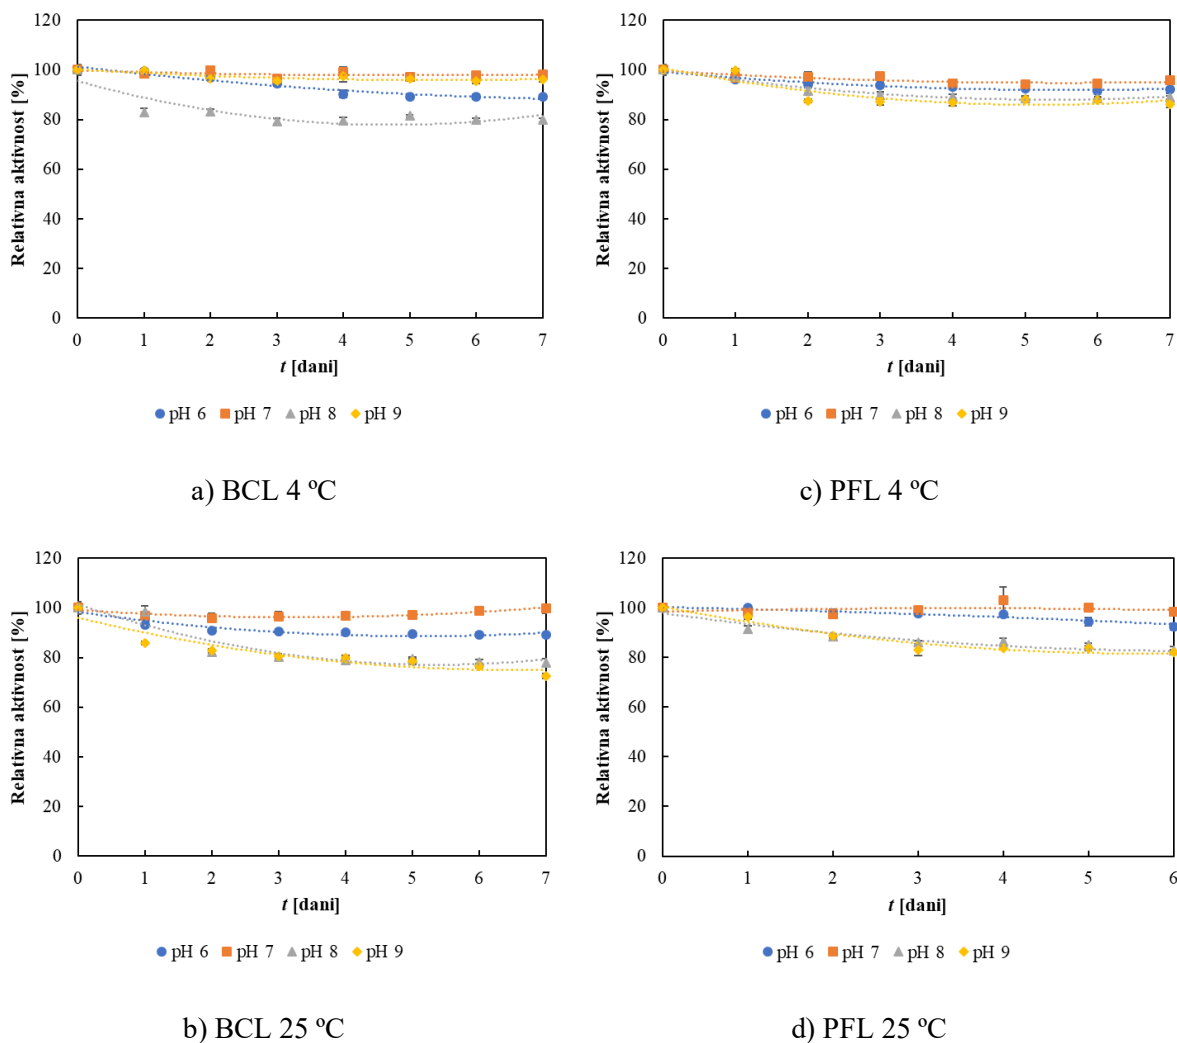 120
100
80
60
40
20
0
Relativna aktivnost [%]
0 1 2 3 4 5 6 7
t [dani]
pH 6 pH 7 pH 8 pH 9
a) BCL 4 ºC
120
100
80
60
40
20
0
Relativna aktivnost [%]
0 1 2 3 4 5 6 7
t [dani]
pH 6 pH 7 pH 8 pH 9
c) PFL 4 ºC
120
100
80
60
40
20
0
Relativna aktivnost [%]
0 1 2 3 4 5 6 7
t [dani]
pH 6 pH 7 pH 8 pH 9
b) BCL 25 ºC
120
100
80
60
40
20
0
Relativna aktivnost [%]
0 1 2 3 4 5 6
t [dani]
pH 6 pH 7 pH 8 pH 9
d) PFL 25 ºC